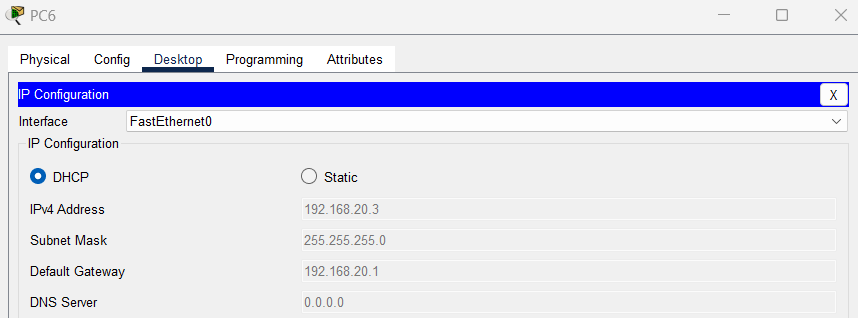 PC6
Physical Config Desktop Programming Attributes
IP Configuration X
Interface FastEthernet0
IP Configuration
DHCP Static
IPv4 Address 192.168.20.3
Subnet Mask 255.255.255.0
Default Gateway 192.168.20.1
DNS Server 0.0.0.0